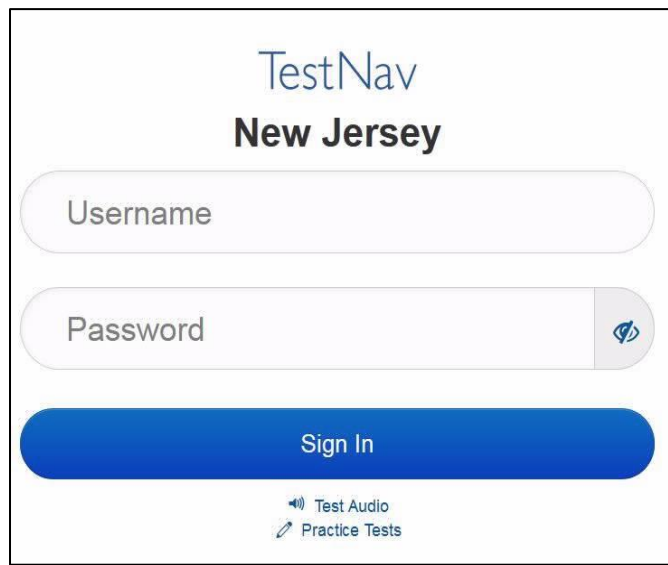 TestNav
New Jersey
Username
Password
Sign In
Test Audio
Practice Tests